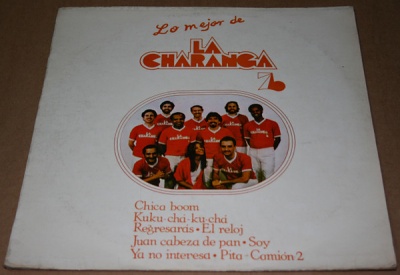 Lo mejor de
LA
CHARANGA
76
Chica boom
Kuku-chá-ku-chá
Regresarás • El reloj
Juan cabeza de pan • Soy
Ya no interesa • Pita - Camión 2